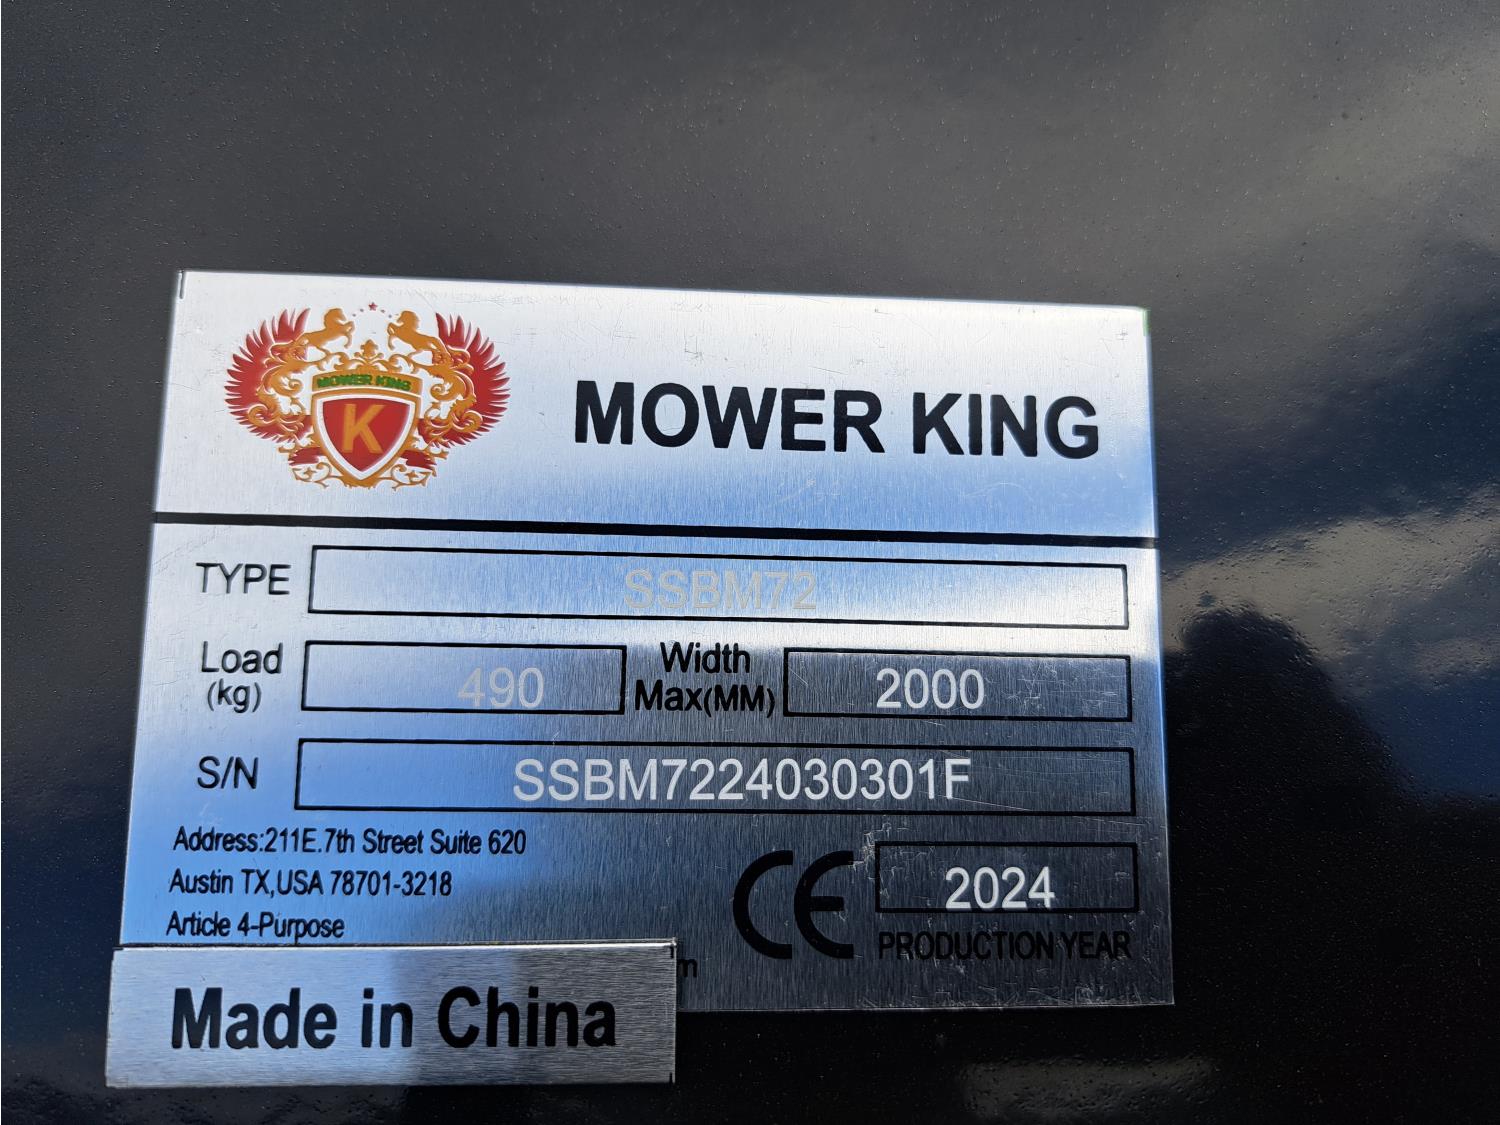 MOWER KING
K
MOWER KING
TYPE SSBM72
Load (kg) 490 Width Max(MM) 2000
S/N SSBM7224030301F
Address:211E.7th Street Suite 620
Austin TX,USA 78701-3218
Article 4-Purpose
CE 2024
PRODUCTION YEAR
m
Made in China